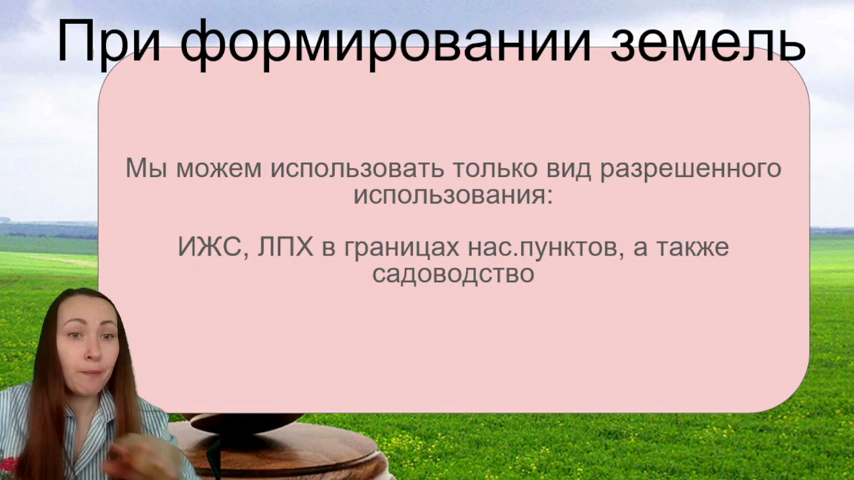 При формировании земель
Мы можем использовать только вид разрешенного
использования:
ИЖС, ЛПХ в границах нас.пунктов, а также
садоводство